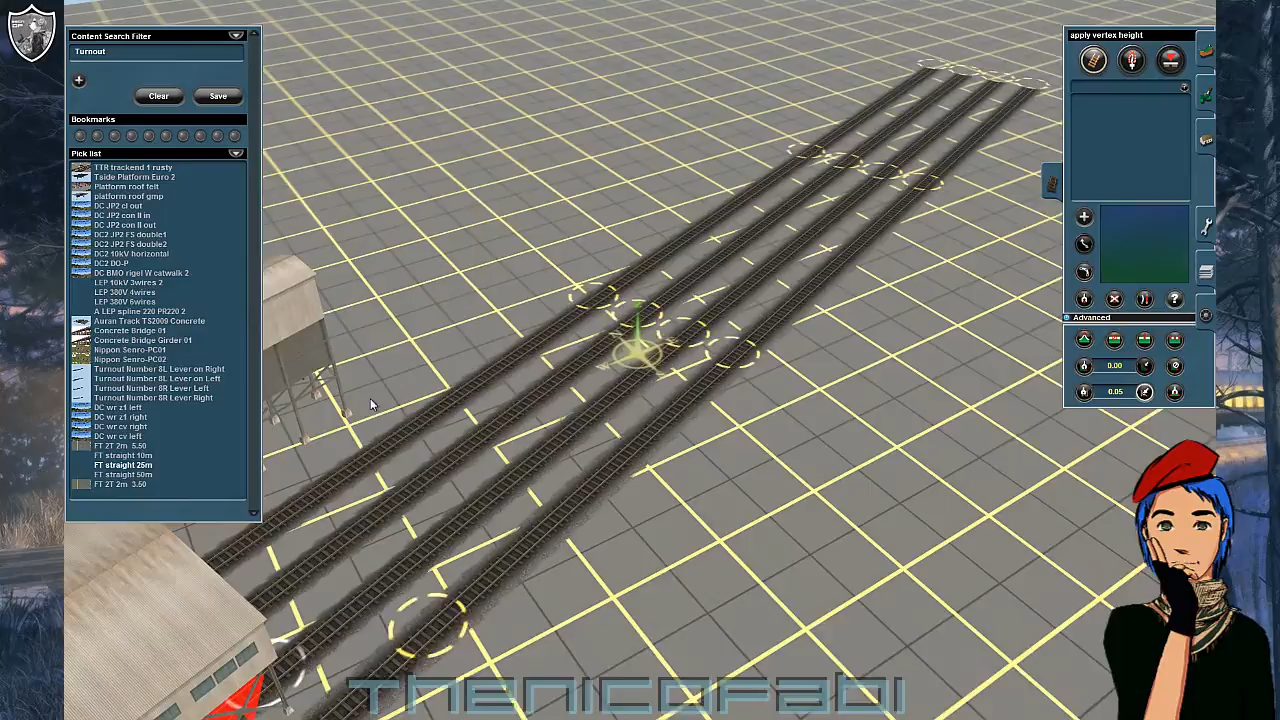 Content Search Filter
Turnout
Clear
Save
Bookmarks
Pick list
TTR trackend 1 rusty
Tside Platform Euro 2
Platform roof felt
platform roof gmp
DC JP2 cl out
DC JP2 con II in
DC JP2 con II out
DC2 JP2 FS double1
DC2 JP2 FS double2
DC2 10kV horizontal
DC2 DO-P
DC BMO rigel W catwalk 2
LEP 10kV 3wires 2
LEP 380V 4wires
LEP 380V 6wires
A LEP spline 220 PR220 2
Auran Track TS2009 Concrete
Concrete Bridge 01
Concrete Bridge Girder 01
Nippon Senro-PC01
Nippon Senro-PC02
Turnout Number 8L Lever on Right
Turnout Number 8L Lever on Left
Turnout Number 8R Lever Left
Turnout Number 8R Lever Right
DC wr z1 left
DC wr z1 right
DC wr cv right
DC wr cv left
FT 2T 2m 5.50
FT straight 10m
FT straight 25m
FT straight 50m
FT 2T 2m 3.50
apply vertex height
Advanced
0.00
0.05
THENICOFABI